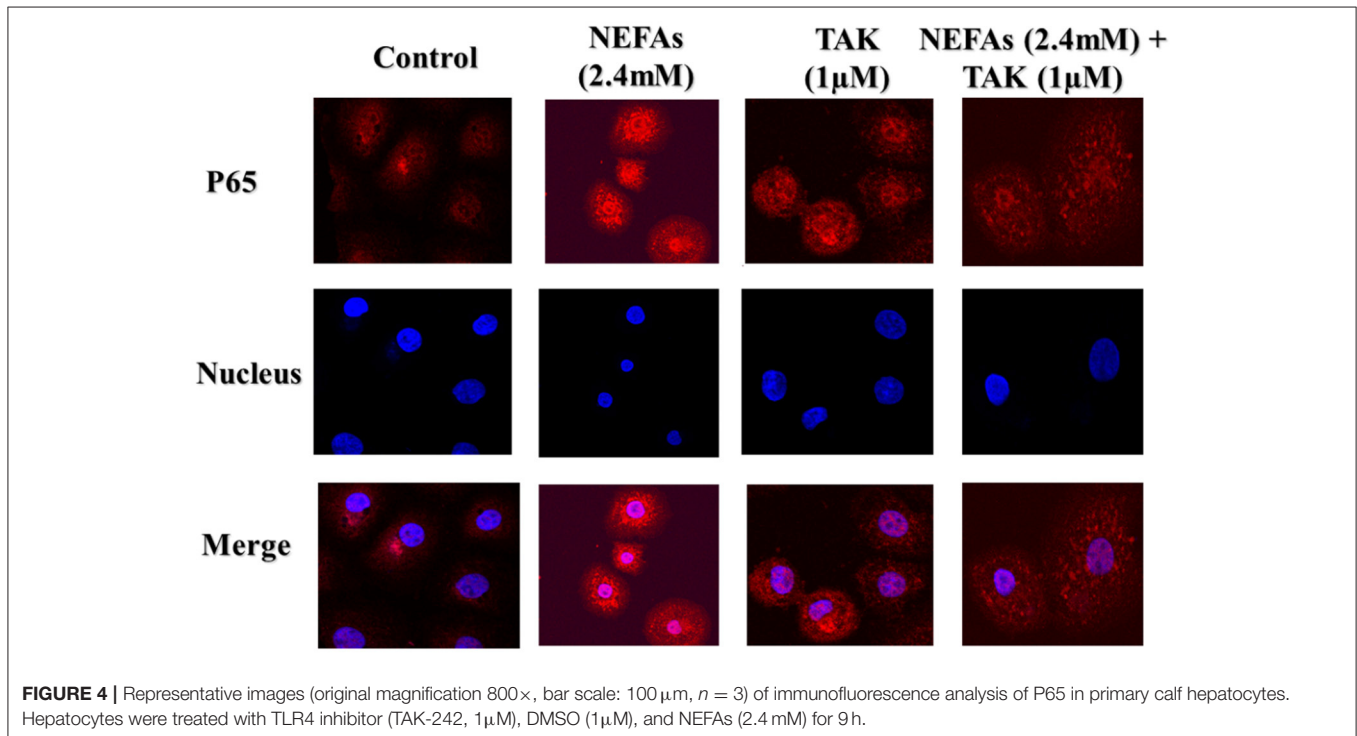 Control
NEFAs
(2.4mM)
TAK
(1μM)
NEFAs (2.4mM) +
TAK (1μM)
P65
Nucleus
Merge
FIGURE 4 | Representative images (original magnification 800×, bar scale: 100 μm, n = 3) of immunofluorescence analysis of P65 in primary calf hepatocytes.
Hepatocytes were treated with TLR4 inhibitor (TAK-242, 1μM), DMSO (1μM), and NEFAs (2.4 mM) for 9 h.